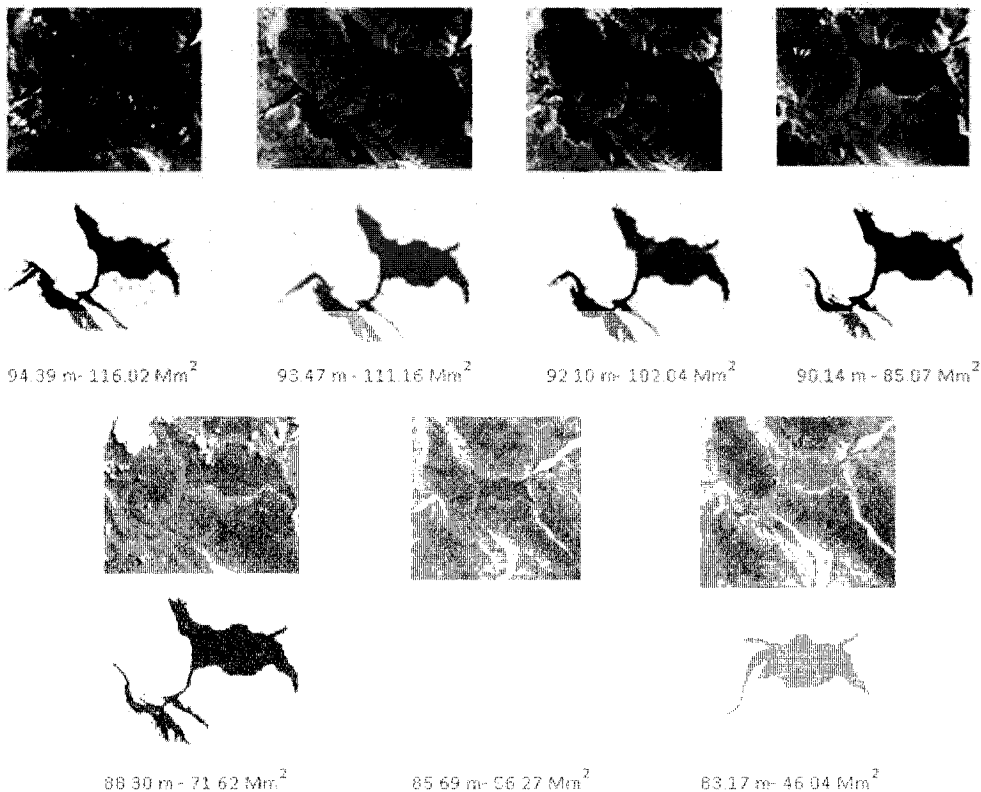 94.39 m- 116.02 Mm²
93.47 m- 111.16 Mm²
92.10 m- 102.04 Mm²
90.14 m - 85.07 Mm²
88.30 m - 71.62 Mm²
85.69 m- 56.27 Mm²
83.17 m- 46.04 Mm²